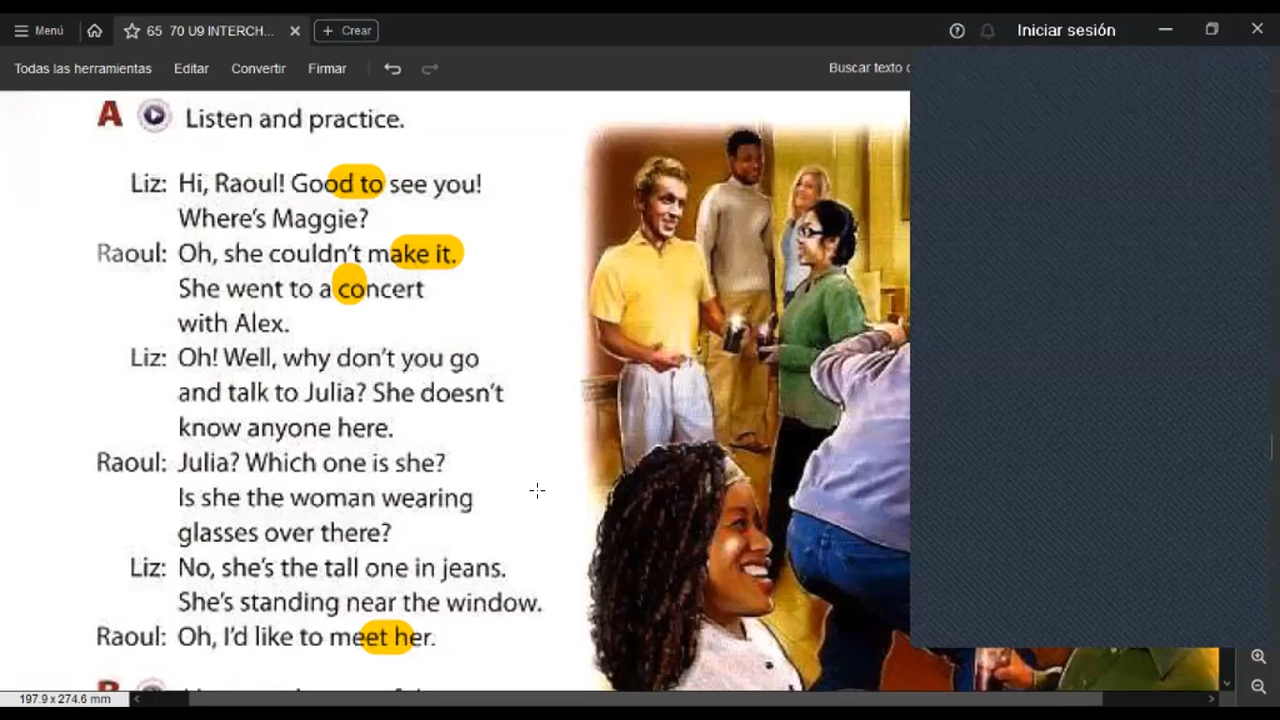 Menú
65 70 U9 INTERCH...
Crear
Iniciar sesión
Todas las herramientas
Editar
Convertir
Firmar
Buscar texto
A Listen and practice.
Liz: Hi, Raoul! Good to see you!
Where's Maggie?
Raoul: Oh, she couldn't make it.
She went to a concert
with Alex.
Liz: Oh! Well, why don't you go
and talk to Julia? She doesn't
know anyone here.
Raoul: Julia? Which one is she?
Is she the woman wearing
glasses over there?
Liz: No, she's the tall one in jeans.
She's standing near the window.
Raoul: Oh, I'd like to meet her.
197.9 x 274.6 mm